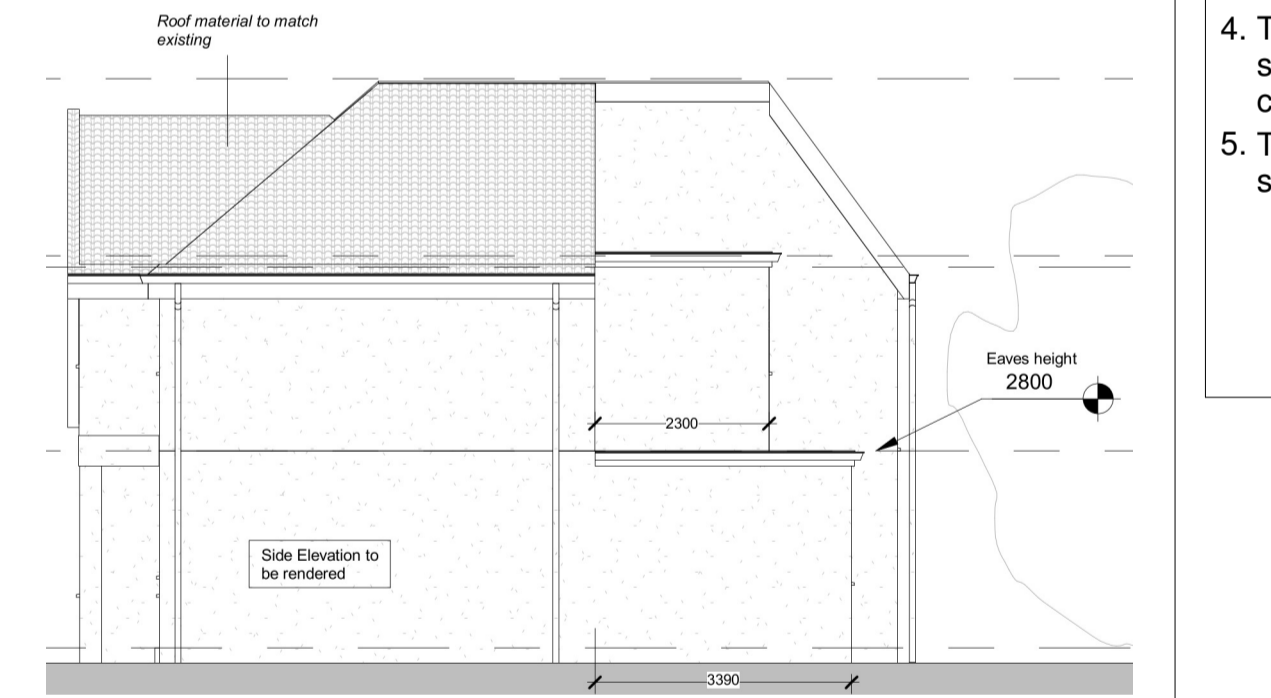 Roof material to match
existing
4. T
s
c
5. T
s
Eaves height
2800
2300
Side Elevation to
be rendered
3390